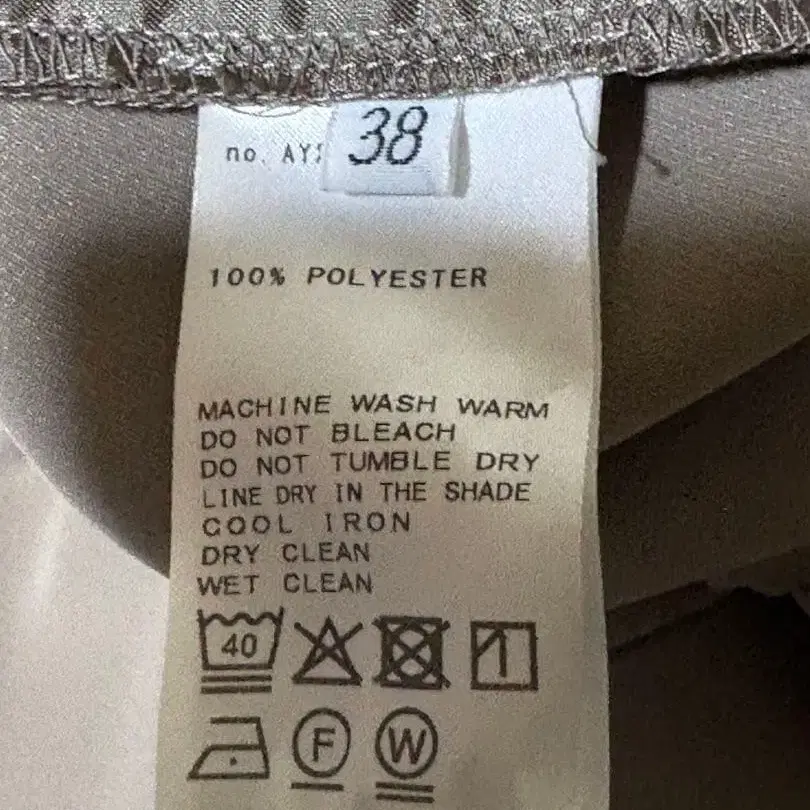 38
no. AY
100% POLYESTER
MACHINE WASH WARM
DO NOT BLEACH
DO NOT TUMBLE DRY
LINE DRY IN THE SHADE
COOL IRON
DRY CLEAN
WET CLEAN
40
F W